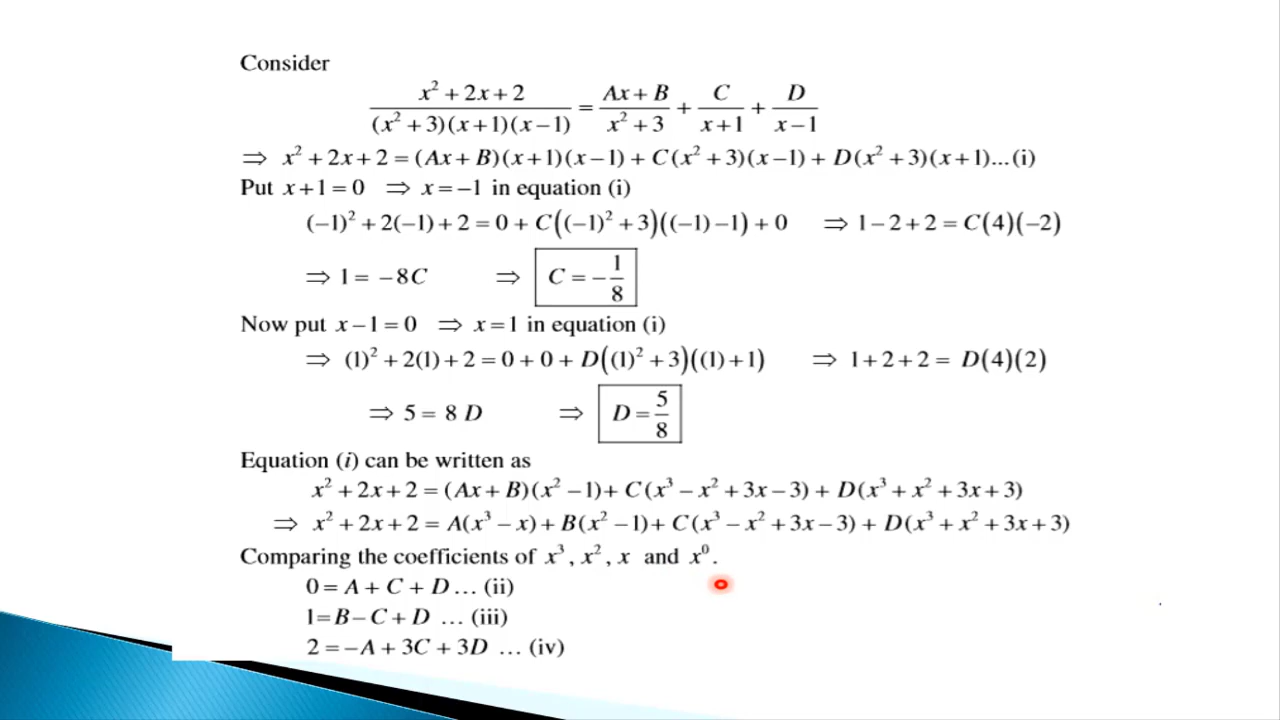 Consider
x² + 2x + 2 / (x² + 3)(x + 1)(x − 1) = Ax + B / x² + 3 + C / x + 1 + D / x − 1
⇒ x² + 2x + 2 = (Ax + B)(x + 1)(x − 1) + C(x² + 3)(x − 1) + D(x² + 3)(x + 1)...(i)
Put x + 1 = 0 ⇒ x = −1 in equation (i)
(−1)² + 2(−1) + 2 = 0 + C((−1)² + 3)((−1) − 1) + 0 ⇒ 1 − 2 + 2 = C(4)(−2)
⇒ 1 = −8C ⇒ C = −1/8
Now put x − 1 = 0 ⇒ x = 1 in equation (i)
⇒ (1)² + 2(1) + 2 = 0 + 0 + D((1)² + 3)((1) + 1) ⇒ 1 + 2 + 2 = D(4)(2)
⇒ 5 = 8 D ⇒ D = 5/8
Equation (i) can be written as
x² + 2x + 2 = (Ax + B)(x² − 1) + C(x³ − x² + 3x − 3) + D(x³ + x² + 3x + 3)
⇒ x² + 2x + 2 = A(x³ − x) + B(x² − 1) + C(x³ − x² + 3x − 3) + D(x³ + x² + 3x + 3)
Comparing the coefficients of x³, x², x and x⁰.
0 = A + C + D ... (ii)
1 = B − C + D ... (iii)
2 = −A + 3C + 3D ... (iv)